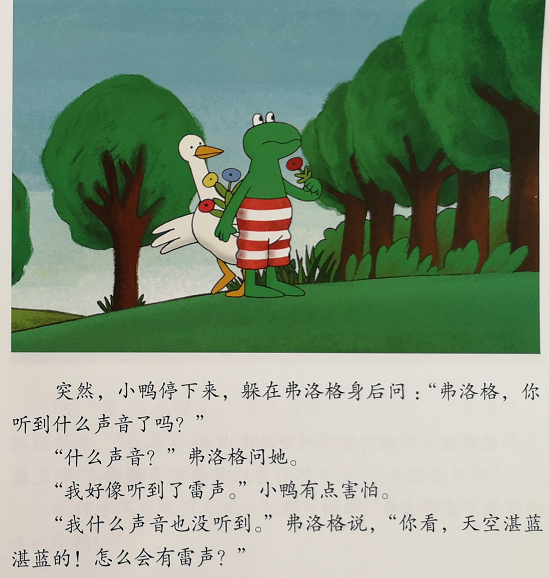 突然，小鸭停下来，躲在弗洛格身后问：“弗洛格，你
听到什么声音了吗？”
“什么声音？”弗洛格问她。
“我好像听到了雷声。”小鸭有点害怕。
“我什么声音也没听到。”弗洛格说，“你看，天空湛蓝
湛蓝的！怎么会有雷声？”